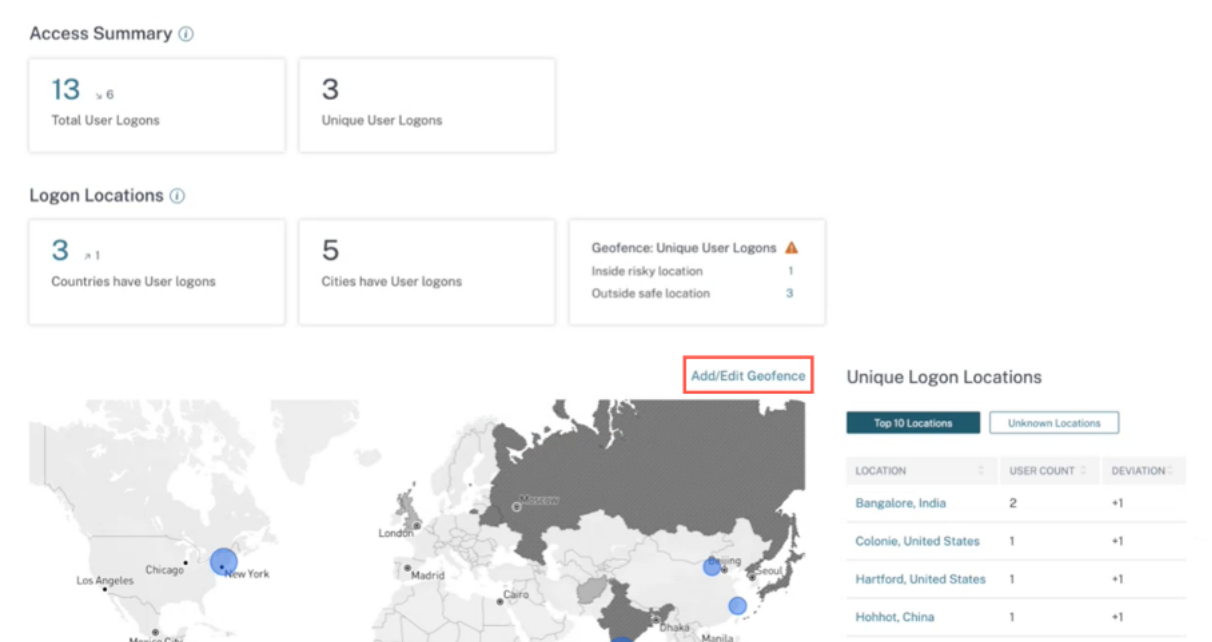 Access Summary
13 6
Total User Logons
3
Unique User Logons
Logon Locations
3 1
Countries have User logons
5
Cities have User logons
Geofence: Unique User Logons
Inside risky location 1
Outside safe location 3
Add/Edit Geofence
Unique Logon Locations
Top 10 Locations
Unknown Locations
LOCATION USER COUNT DEVIATION
Bangalore, India 2 +1
Colonie, United States 1 +1
Hartford, United States 1 +1
Hohhot, China 1 +1
Moscow
London
Chicago
New York
Los Angeles
Madrid
Cairo
Beijing
Seoul
Dhaka
Manila
Mexico City